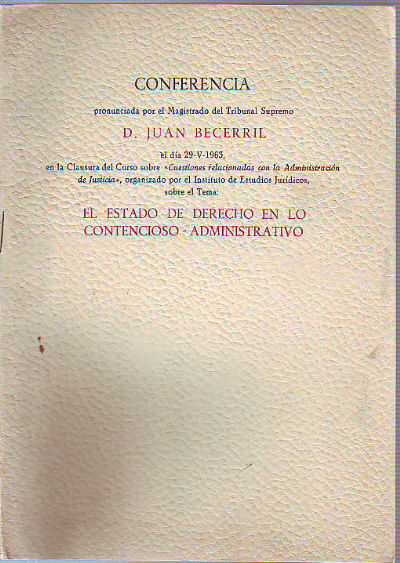 CONFERENCIA
pronunciada por el Magistrado del Tribunal Supremo
D. JUAN BECERRIL
el día 29-V-1965,
en la Clausura del Curso sobre «Cuestiones relacionadas con la Administración
de Justicia», organizado por el Instituto de Estudios Jurídicos,
sobre el Tema:
EL ESTADO DE DERECHO EN LO
CONTENCIOSO - ADMINISTRATIVO